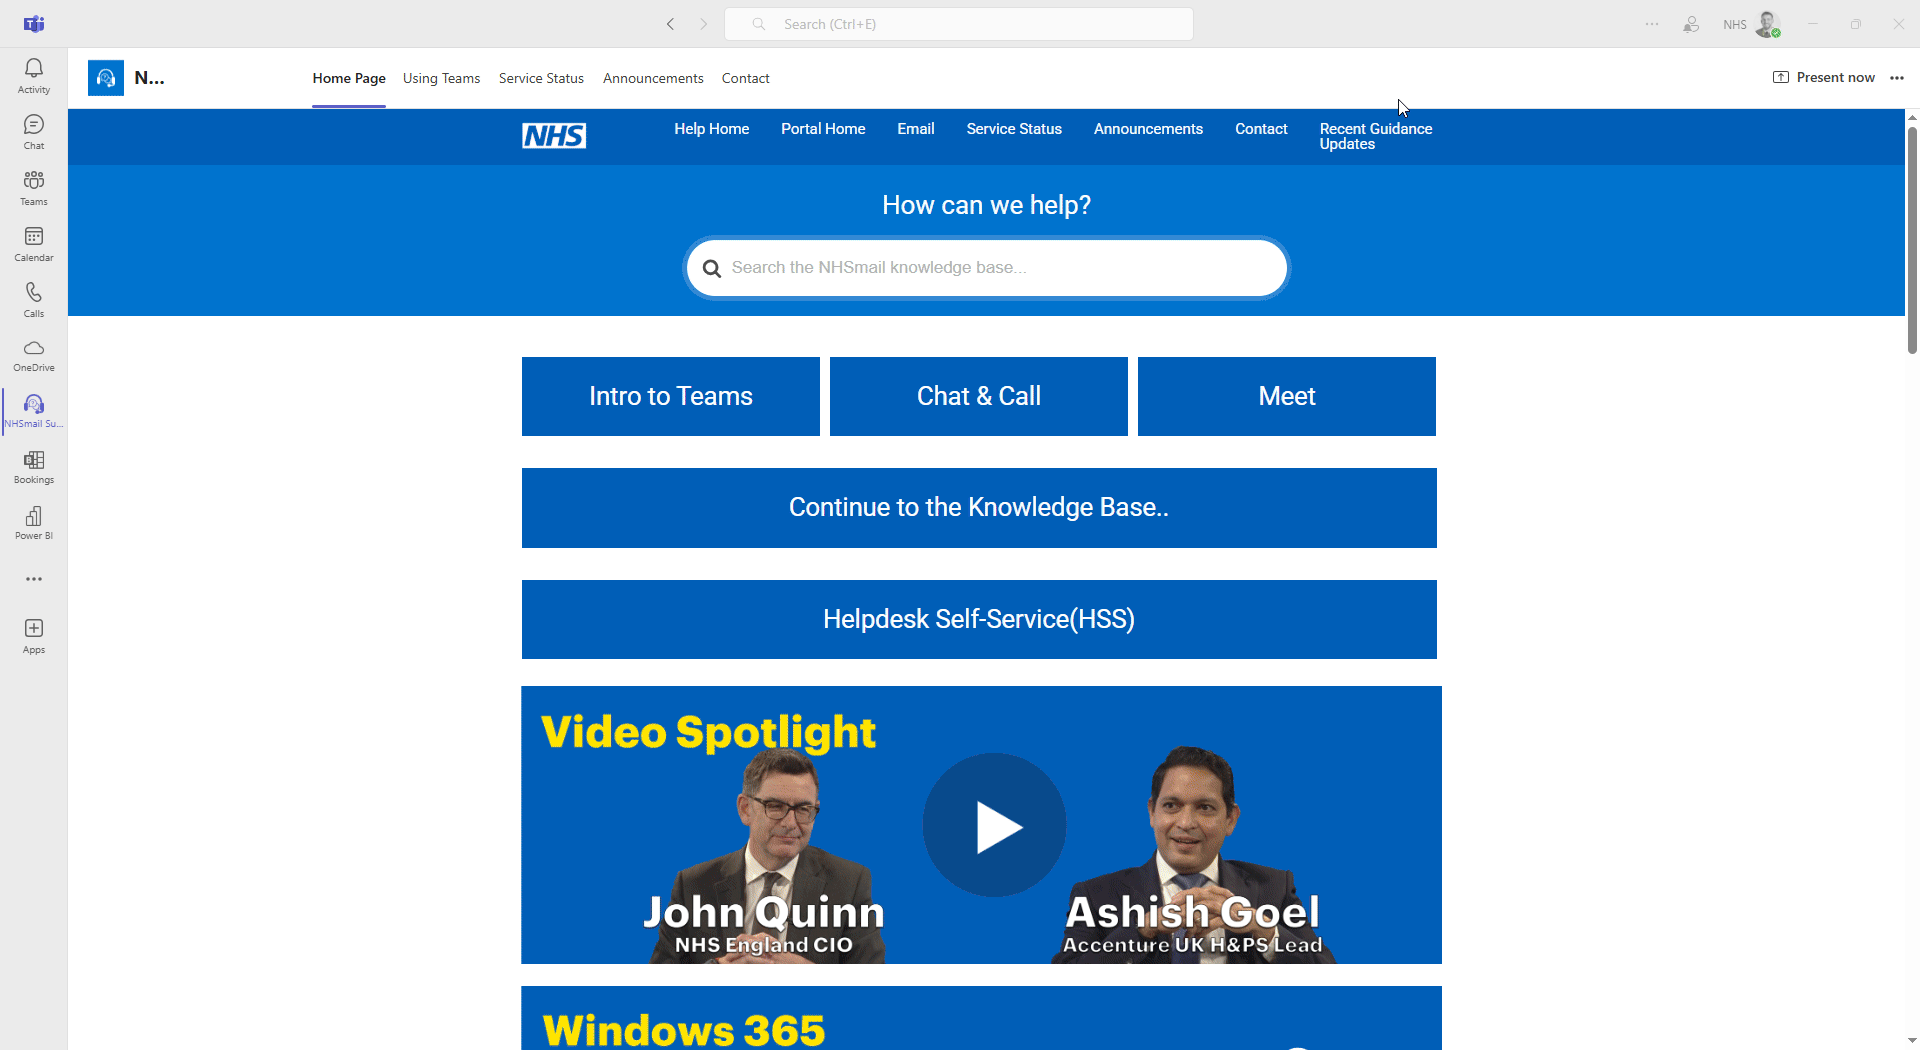 Search (Ctrl+E)
NHS
Activity
Chat
Teams
Calendar
Calls
OneDrive
NHSmail Su...
Bookings
Power BI
Apps
N...
Home Page
Using Teams
Service Status
Announcements
Contact
Present now
NHS
Help Home
Portal Home
Email
Service Status
Announcements
Contact
Recent Guidance
Updates
How can we help?
Search the NHSmail knowledge base...
Intro to Teams
Chat & Call
Meet
Continue to the Knowledge Base..
Helpdesk Self-Service(HSS)
Video Spotlight
John Quinn
NHS England CIO
Ashish Goel
Accenture UK H&PS Lead
Windows 365